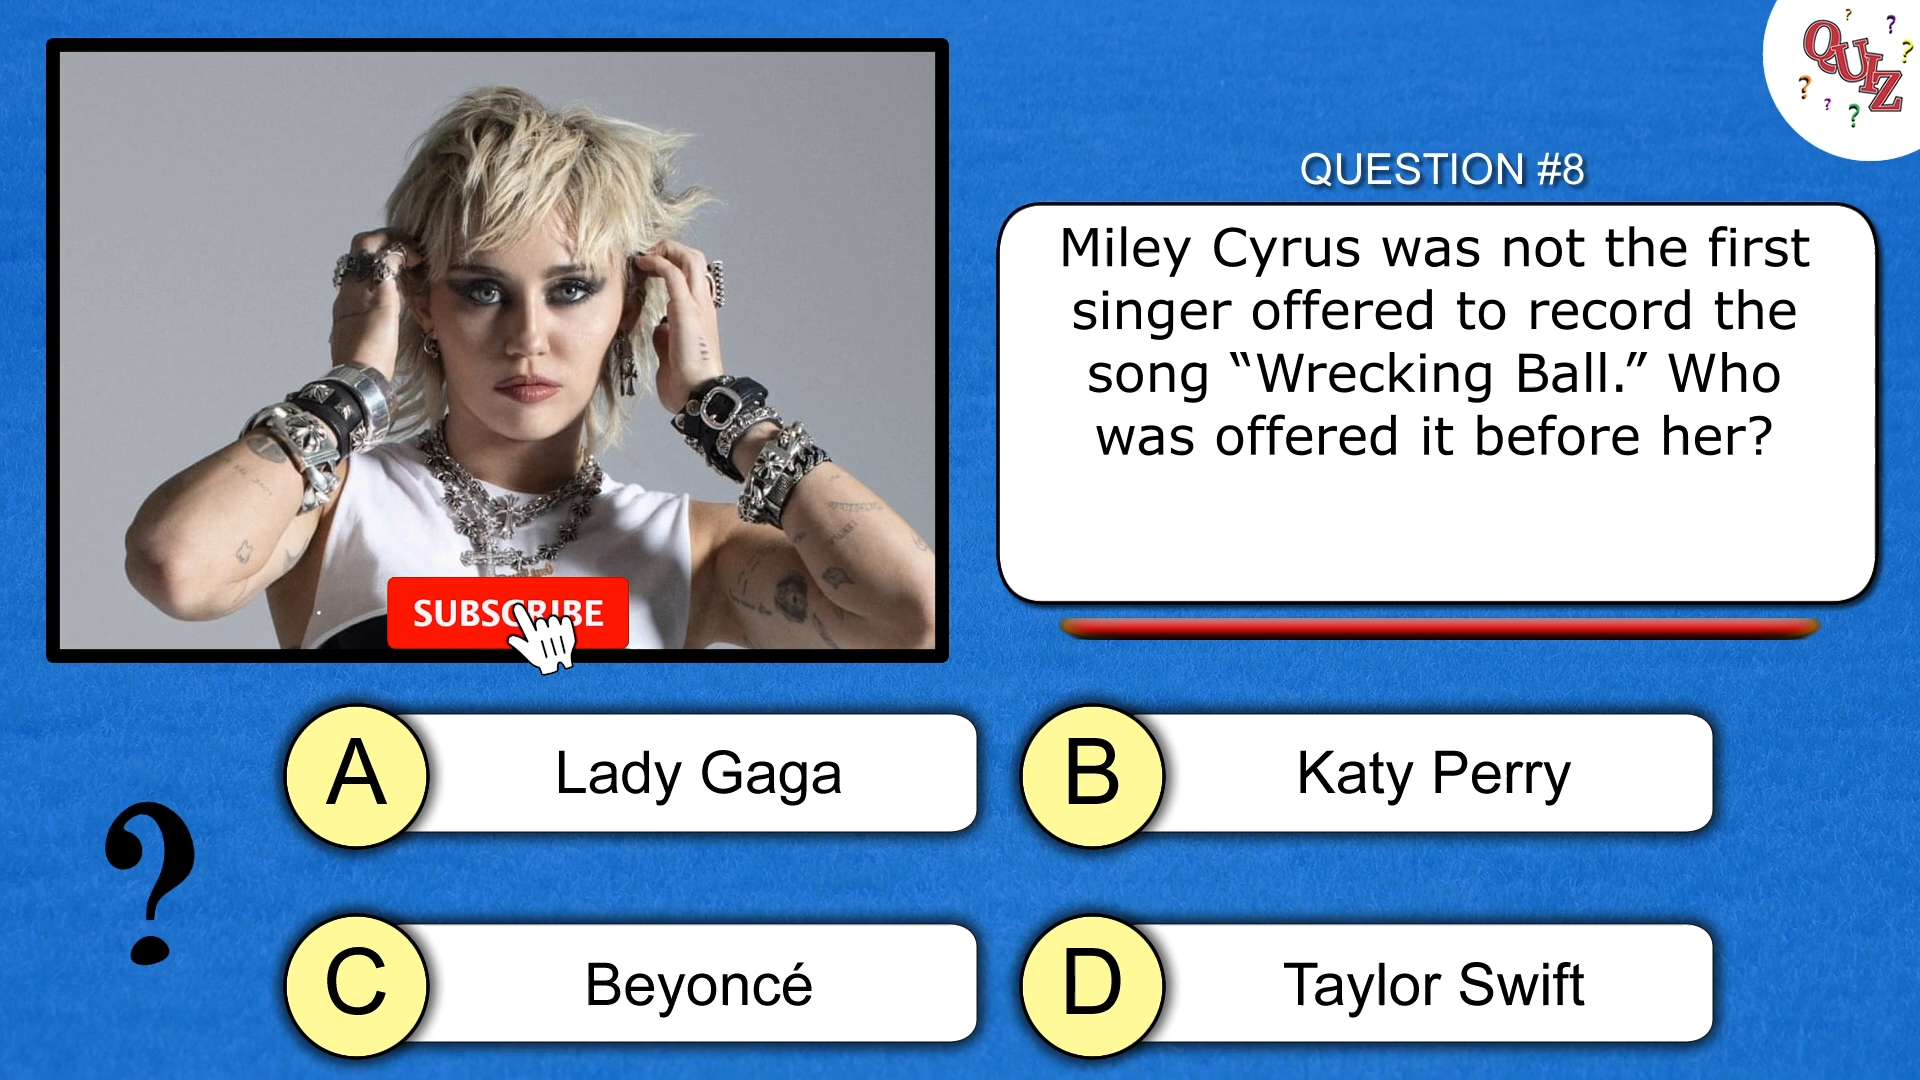 QUIZ
QUESTION #8
Miley Cyrus was not the first
singer offered to record the
song “Wrecking Ball.” Who
was offered it before her?
SUBSCRIBE
A Lady Gaga
B Katy Perry
?
C Beyoncé
D Taylor Swift